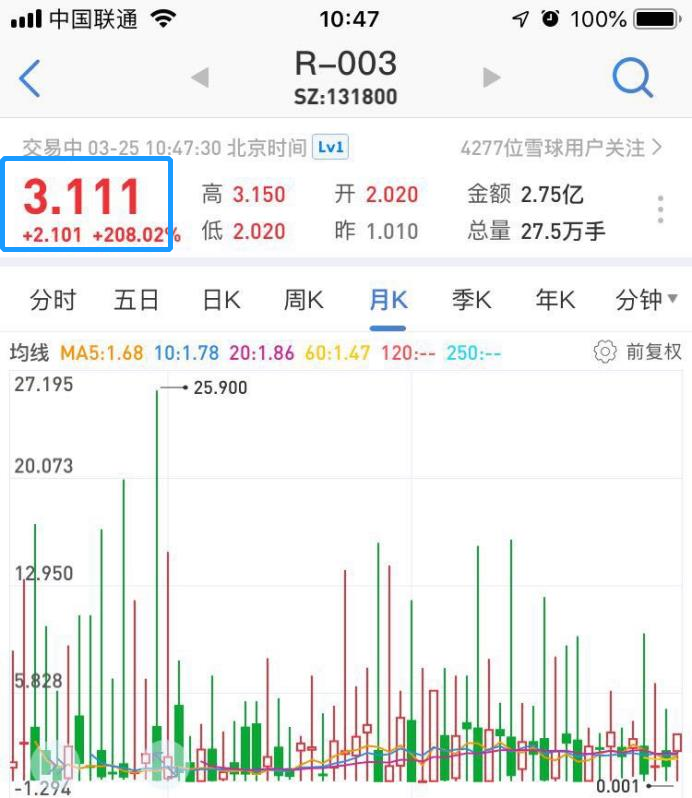 中国联通 10:47 100%
R-003
SZ:131800
交易中 03-25 10:47:30 北京时间 Lv1 4277位雪球用户关注
3.111 高 3.150 开 2.020 金额 2.75亿
+2.101 +208.02% 低 2.020 昨 1.010 总量 27.5万手
分时 五日 日K 周K 月K 季K 年K 分钟
均线 MA5:1.68 10:1.78 20:1.86 60:1.47 120:-- 250:-- 前复权
27.195
25.900
20.073
12.950
5.828
0.001
-1.294